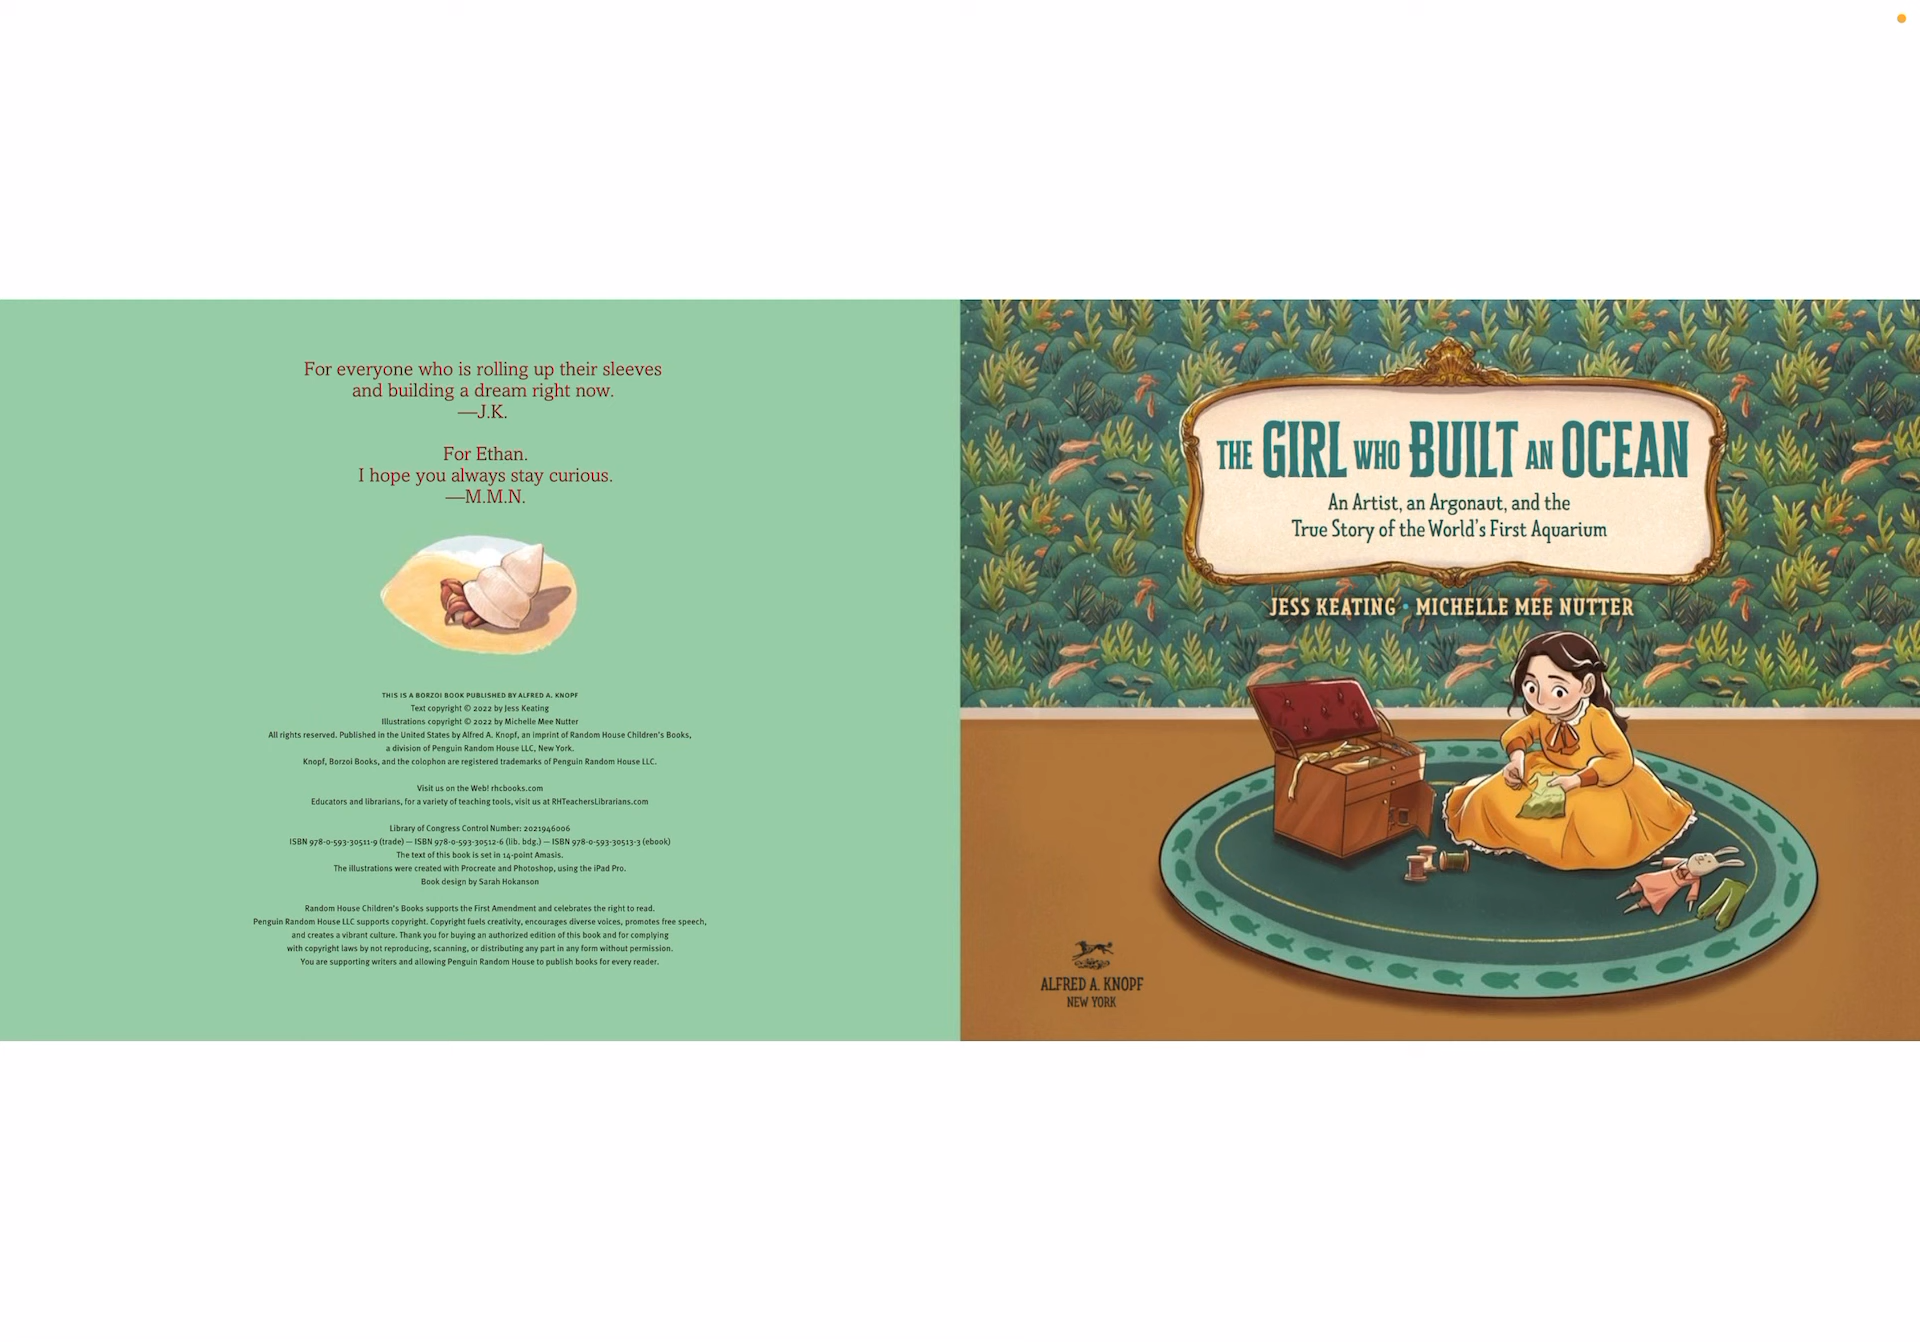 For everyone who is rolling up their sleeves
and building a dream right now.
—J.K.
For Ethan.
I hope you always stay curious.
—M.M.N.
THIS IS A BORZOI BOOK PUBLISHED BY ALFRED A. KNOPF
Text copyright © 2022 by Jess Keating
Illustrations copyright © 2022 by Michelle Mee Nutter
All rights reserved. Published in the United States by Alfred A. Knopf, an imprint of Random House Children's Books,
a division of Penguin Random House LLC, New York.
Knopf, Borzoi Books, and the colophon are registered trademarks of Penguin Random House LLC.
Visit us on the Web! rhcbooks.com
Educators and librarians, for a variety of teaching tools, visit us at RHTeachersLibrarians.com
Library of Congress Control Number: 2021946006
ISBN 978-0-593-30511-9 (trade) — ISBN 978-0-593-30512-6 (lib. bdg.) — ISBN 978-0-593-30513-3 (ebook)
The text of this book is set in 14-point Amasis.
The illustrations were created with Procreate and Photoshop, using the iPad Pro.
Book design by Sarah Hokanson
Random House Children's Books supports the First Amendment and celebrates the right to read.
Penguin Random House LLC supports copyright. Copyright fuels creativity, encourages diverse voices, promotes free speech,
and creates a vibrant culture. Thank you for buying an authorized edition of this book and for complying
with copyright laws by not reproducing, scanning, or distributing any part in any form without permission.
You are supporting writers and allowing Penguin Random House to publish books for every reader.
THE GIRL WHO BUILT AN OCEAN
An Artist, an Argonaut, and the
True Story of the World's First Aquarium
JESS KEATING • MICHELLE MEE NUTTER
ALFRED A. KNOPF
NEW YORK